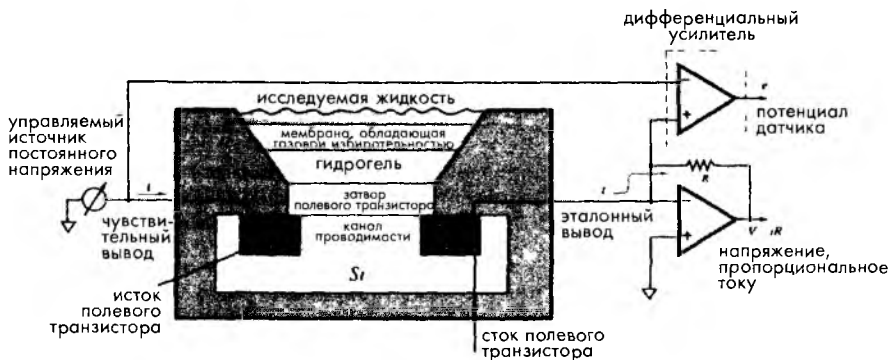 дифференциальный
усилитель
исследуемая жидкость
e
потенциал
датчика
управляемый
источник
постоянного
напряжения
мембрана, обладающая
газовой избирательностью
гидрогель
i
затвор
полевого транзистора
i
R
чувстви-
тельный
вывод
канал
проводимости
эталонный
вывод
V iR
напряжение,
пропорциональное
току
Si
исток
полевого
транзистора
сток полевого
транзистора